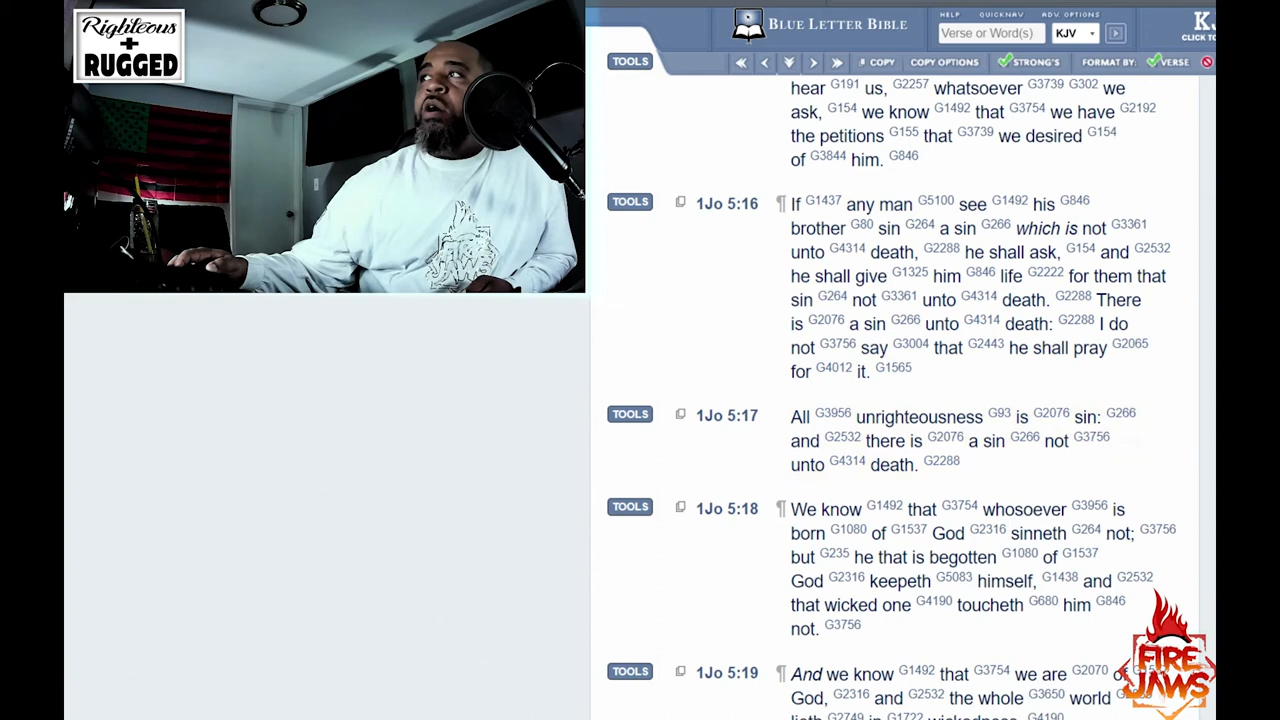 Righteous
+
RUGGED
BLUE LETTER BIBLE
HELP QUICKNAV ADV. OPTIONS
Verse or Word(s) KJV
CLICK TO
TOOLS COPY COPY OPTIONS STRONG'S FORMAT BY: VERSE
hear G191 us, G2257 whatsoever G3739 G302 we
ask, G154 we know G1492 that G3754 we have G2192
the petitions G155 that G3739 we desired G154
of G3844 him. G846
TOOLS 1Jo 5:16 ¶ If G1437 any man G5100 see G1492 his G846
brother G80 sin G264 a sin G266 which is not G3361
unto G4314 death, G2288 he shall ask, G154 and G2532
he shall give G1325 him G846 life G2222 for them that
sin G264 not G3361 unto G4314 death. G2288 There
is G2076 a sin G266 unto G4314 death: G2288 I do
not G3756 say G3004 that G2443 he shall pray G2065
for G4012 it. G1565
TOOLS 1Jo 5:17 All G3956 unrighteousness G93 is G2076 sin: G266
and G2532 there is G2076 a sin G266 not G3756
unto G4314 death. G2288
TOOLS 1Jo 5:18 ¶ We know G1492 that G3754 whosoever G3956 is
born G1080 of G1537 God G2316 sinneth G264 not; G3756
but G235 he that is begotten G1080 of G1537
God G2316 keepeth G5083 himself, G1438 and G2532
that wicked one G4190 toucheth G680 him G846
not. G3756
TOOLS 1Jo 5:19 ¶ And we know G1492 that G3754 we are G2070 of
God, G2316 and G2532 the whole G3650 world
lieth G2749 in G1722 wickedness. G4190
FIRE
JAWS